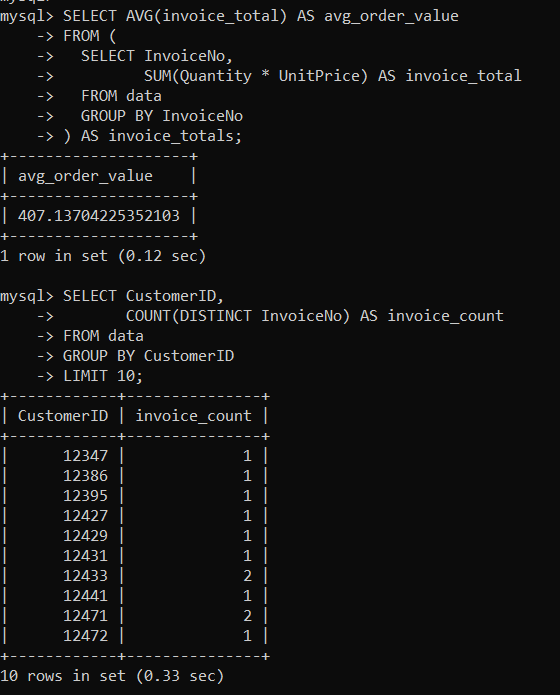 mysql> SELECT AVG(invoice_total) AS avg_order_value
    -> FROM (
    ->   SELECT InvoiceNo,
    ->          SUM(Quantity * UnitPrice) AS invoice_total
    ->   FROM data
    ->   GROUP BY InvoiceNo
    -> ) AS invoice_totals;
+--------------------+
| avg_order_value    |
+--------------------+
| 407.13704225352103 |
+--------------------+
1 row in set (0.12 sec)

mysql> SELECT CustomerID,
    ->        COUNT(DISTINCT InvoiceNo) AS invoice_count
    -> FROM data
    -> GROUP BY CustomerID
    -> LIMIT 10;
+------------+---------------+
| CustomerID | invoice_count |
+------------+---------------+
|      12347 |             1 |
|      12386 |             1 |
|      12395 |             1 |
|      12427 |             1 |
|      12429 |             1 |
|      12431 |             1 |
|      12433 |             2 |
|      12441 |             1 |
|      12471 |             2 |
|      12472 |             1 |
+------------+---------------+
10 rows in set (0.33 sec)